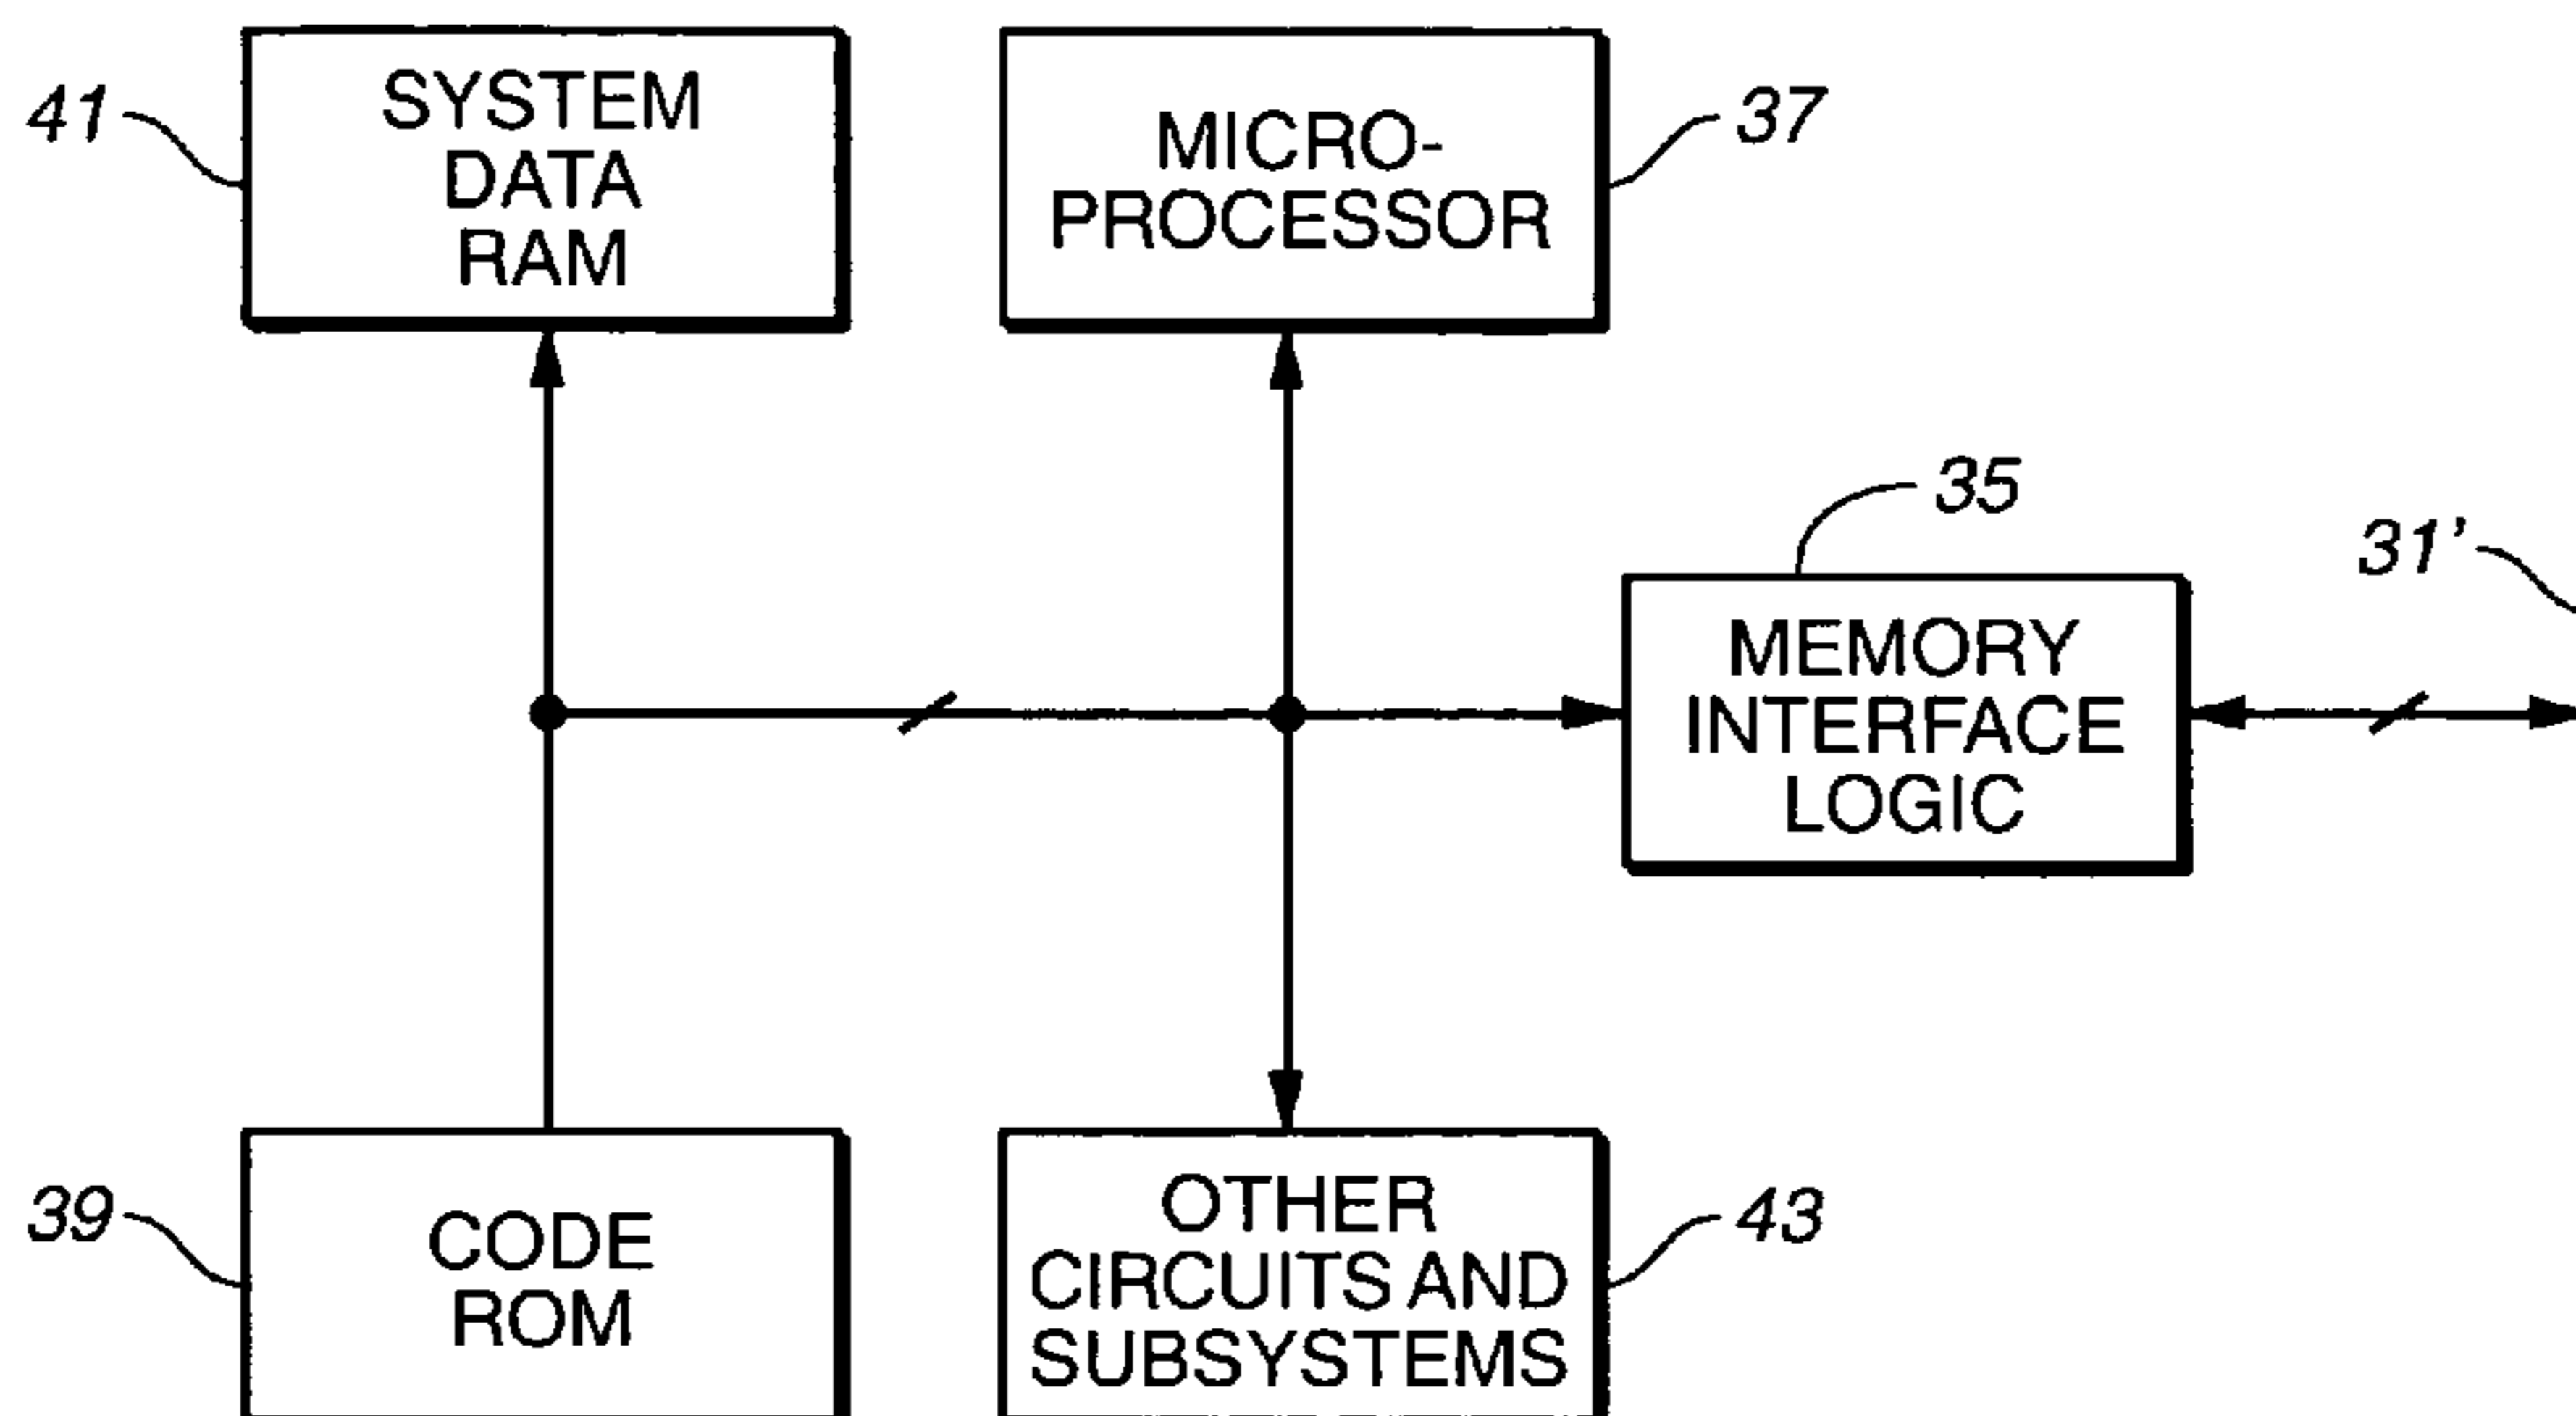 41
SYSTEM
DATA
RAM
MICRO-
PROCESSOR
37
35
31’
MEMORY
INTERFACE
LOGIC
39
CODE
ROM
OTHER
CIRCUITS AND
SUBSYSTEMS
43